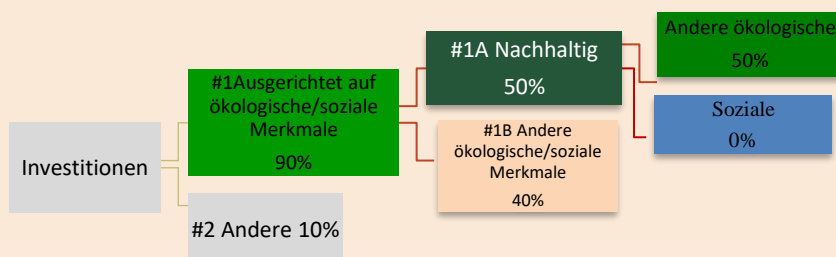 Investitionen
#1Ausgerichtet auf
ökologische/soziale
Merkmale
90%
#2 Andere 10%
#1A Nachhaltig
50%
#1B Andere
ökologische/soziale
Merkmale
40%
Andere ökologische
50%
Soziale
0%